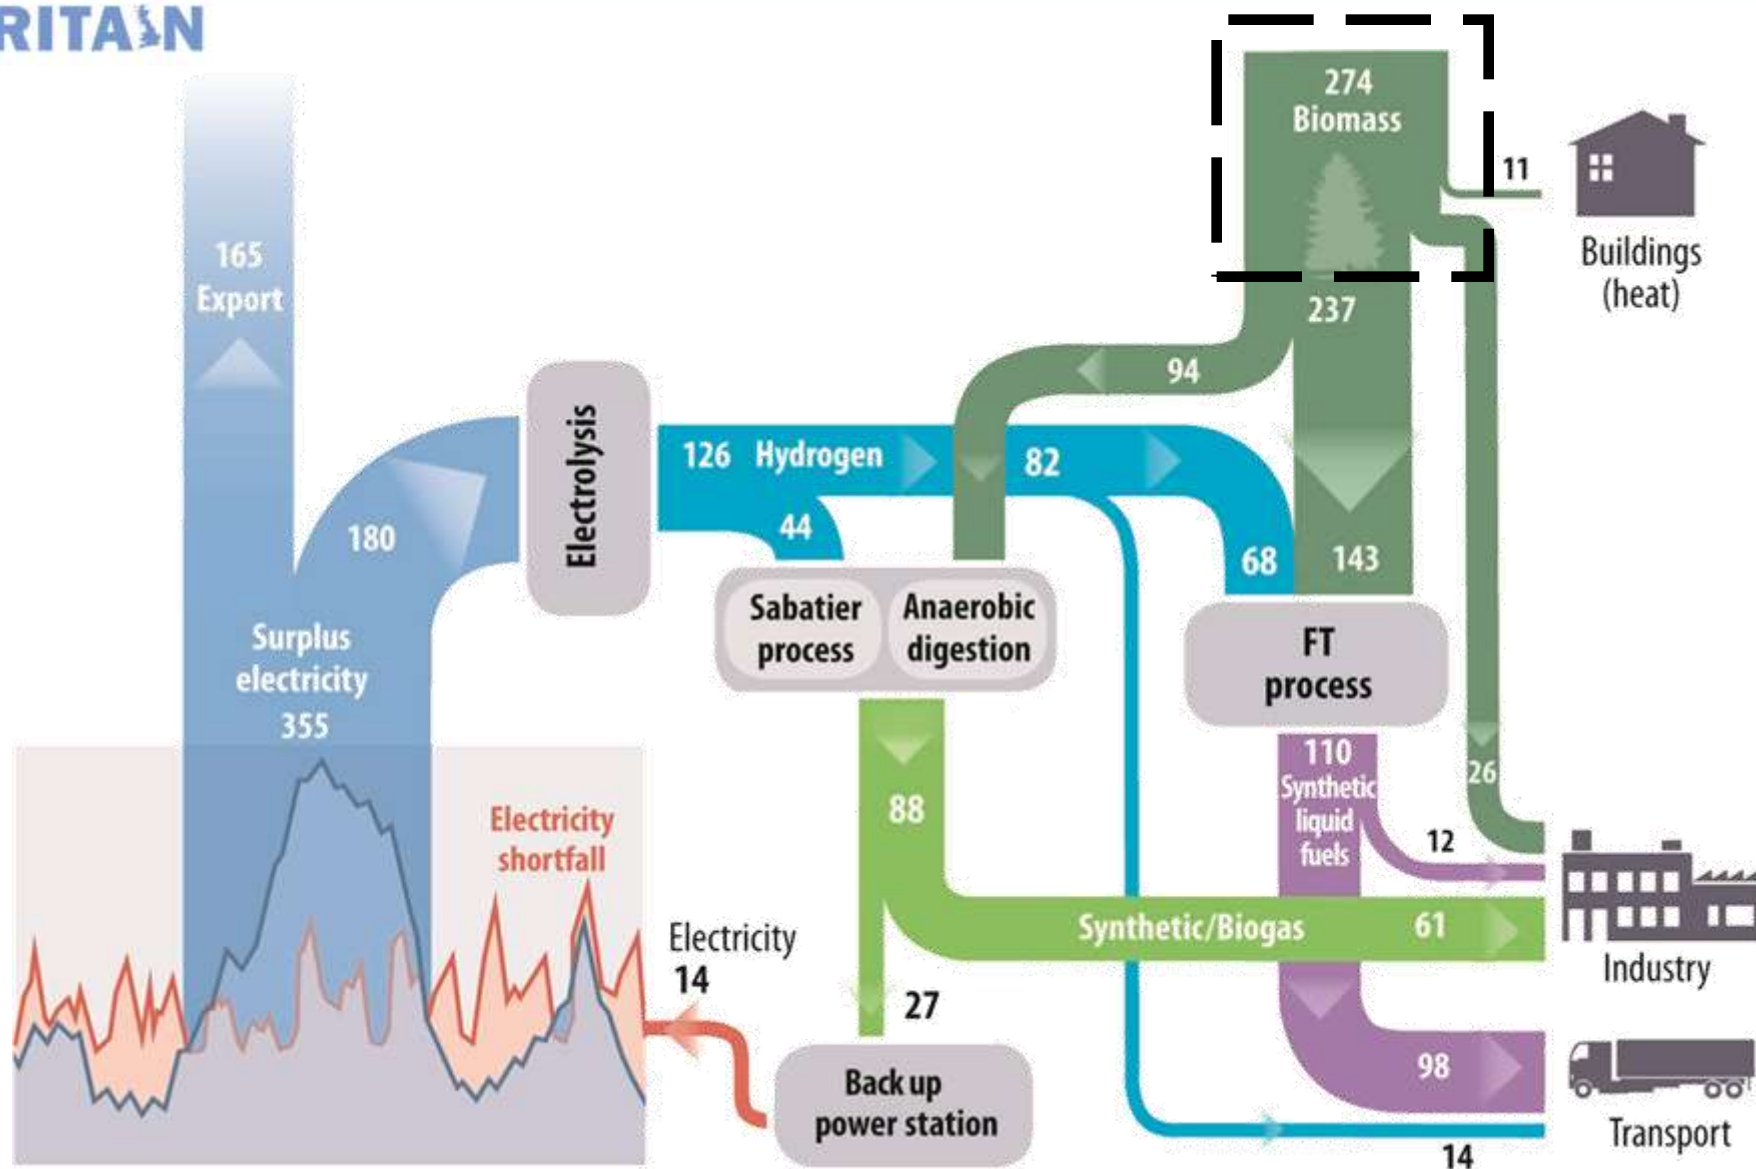 RITAIN
274
Biomass
11
Buildings
(heat)
165
Export
237
94
Electrolysis
126 Hydrogen
82
180
44
68
143
Sabatier
process
Anaerobic
digestion
FT
process
Surplus
electricity
355
110
Synthetic
liquid
fuels
26
88
12
Electricity
shortfall
Synthetic/Biogas
61
Industry
Electricity
14
27
98
Back up
power station
Transport
14